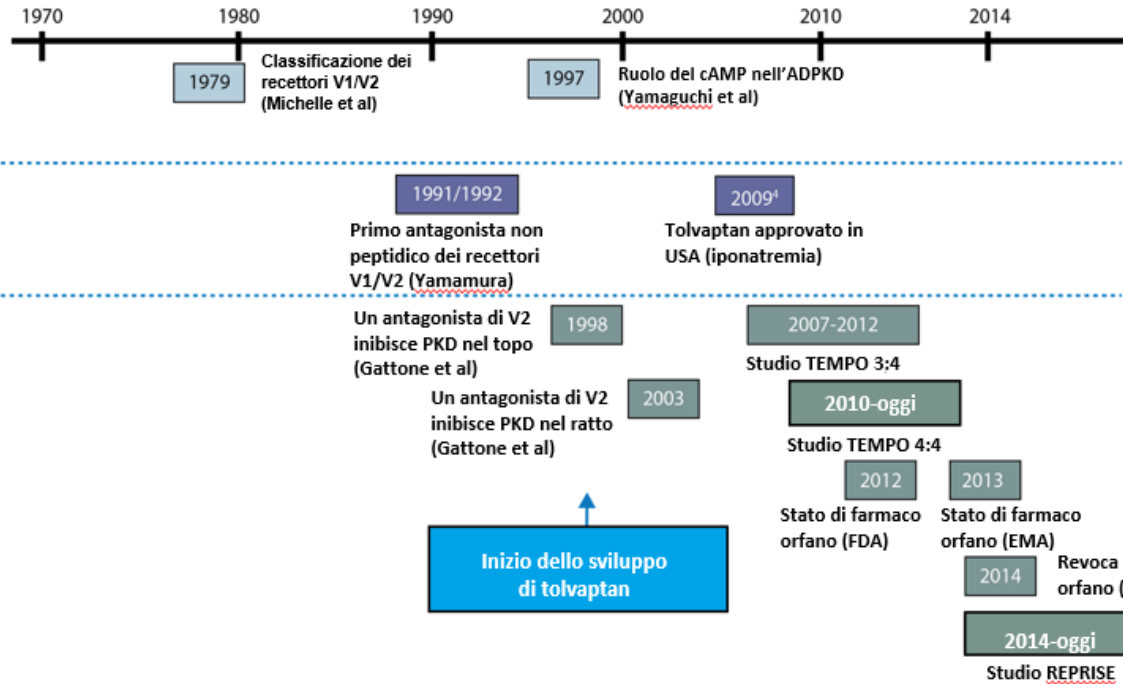 1970 1980 1990 2000 2010 2014
1979
Classificazione dei
recettori V1/V2
(Michelle et al)
1997
Ruolo del cAMP nell'ADPKD
(Yamaguchi et al)
1991/1992
Primo antagonista non
peptidico dei recettori
V1/V2 (Yamamura)
2009⁴
Tolvaptan approvato in
USA (iponatremia)
Un antagonista di V2
inibisce PKD nel topo
(Gattone et al)
1998
2007-2012
Studio TEMPO 3:4
Un antagonista di V2
inibisce PKD nel ratto
(Gattone et al)
2003
2010-oggi
Studio TEMPO 4:4
2012
Stato di farmaco
orfano (FDA)
2013
Stato di farmaco
orfano (EMA)
Inizio dello sviluppo
di tolvaptan
2014
Revoca
orfano (
2014-oggi
Studio REPRISE